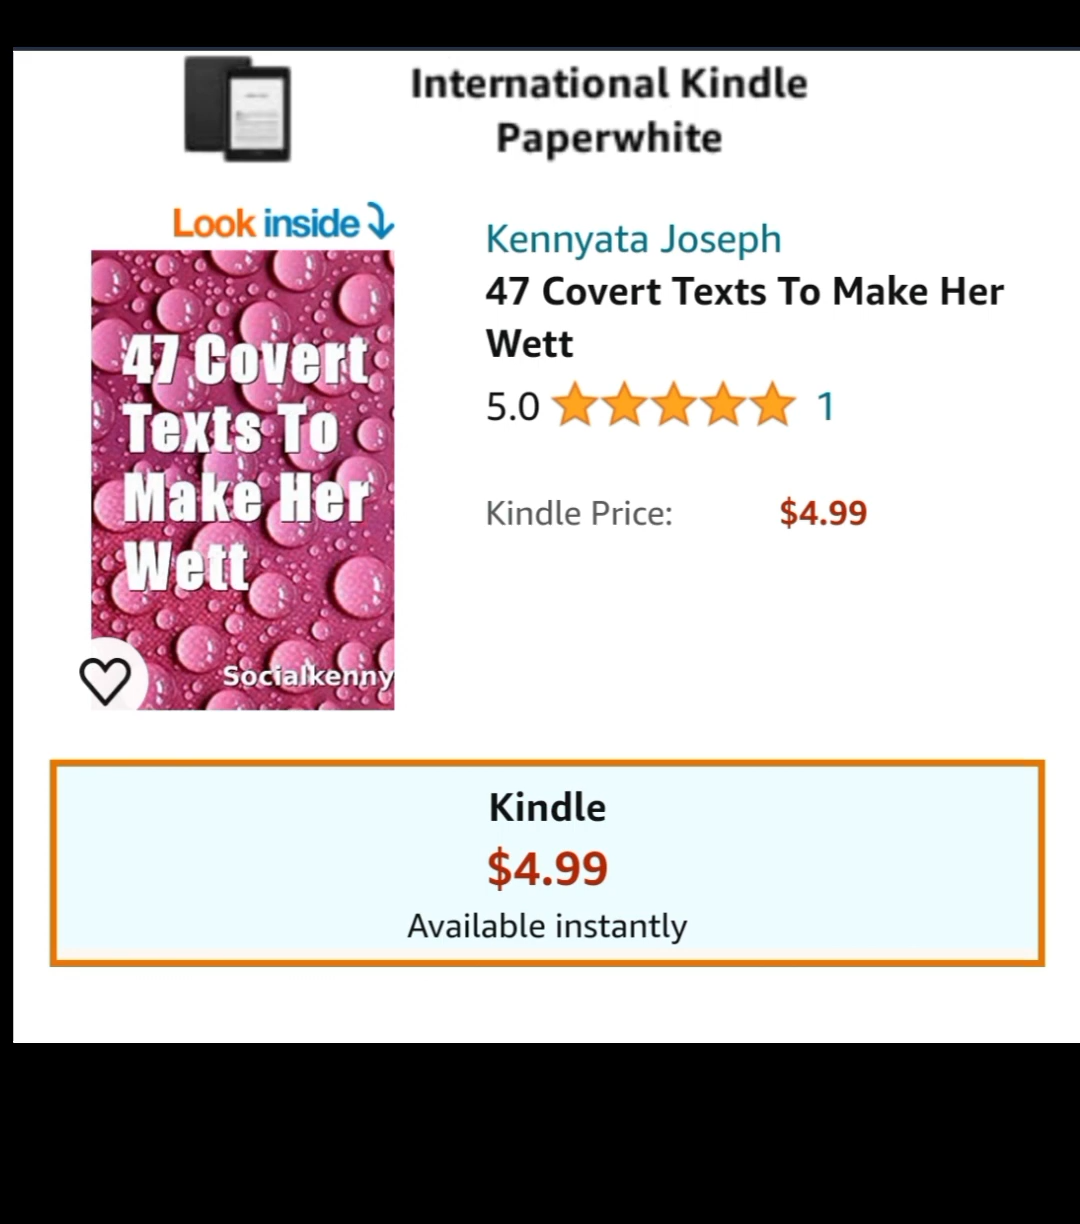 International Kindle
Paperwhite
Look inside
Kennyata Joseph
47 Covert Texts To Make Her
Wett
5.0 1
Kindle Price: $4.99
47 Covert
Texts To
Make Her
Wett
Socialkenny
Kindle
$4.99
Available instantly